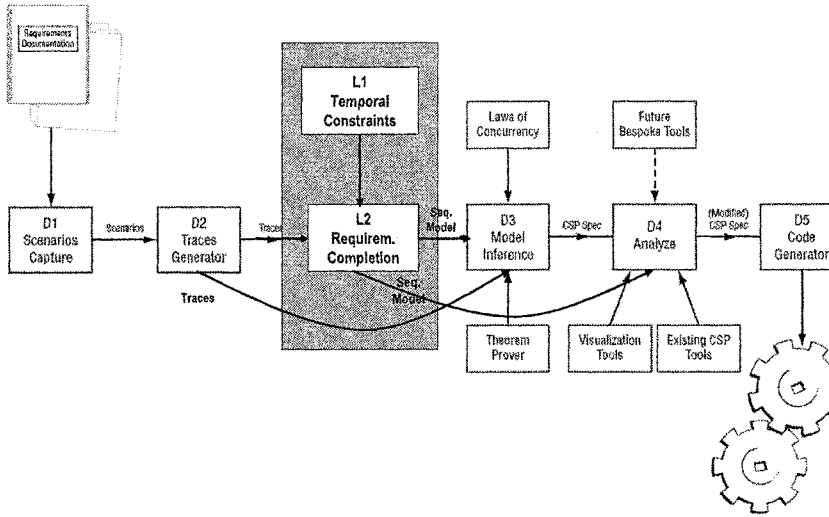 Requirements
Documentation
L1
Temporal
Constraints
Laws of
Concurrency
Future
Bespoke Tools
D1
Scenarios
Capture
Scenarios
D2
Traces
Generator
Traces
L2
Requirem.
Completion
Seq.
Model
D3
Model
Inference
CSP Spec
D4
Analyze
(Modified)
CSP Spec
D5
Code
Generator
Traces
Seq.
Model
Theorem
Prover
Visualization
Tools
Existing CSP
Tools